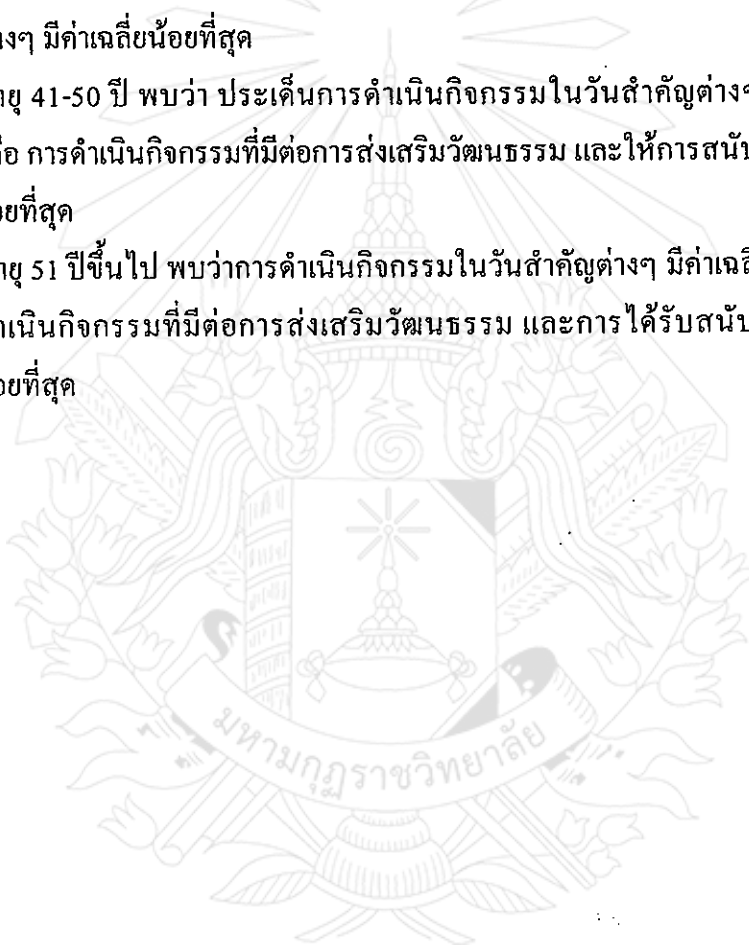 างๆ มีค่าเฉลี่ยน้อยที่สุด
ายุ 41-50 ปี พบว่า ประเด็นการดำเนินกิจกรรมในวันสำคัญต่างๆ
คือ การดำเนินกิจกรรมที่มีต่อการส่งเสริมวัฒนธรรม และให้การสนับ
อยที่สุด
ายุ 51 ปีขึ้นไป พบว่าการดำเนินกิจกรรมในวันสำคัญต่างๆ มีค่าเฉลี่
าเนินกิจกรรมที่มีต่อการส่งเสริมวัฒนธรรม และการได้รับสนับ
อยที่สุด
มหามกุฏราชวิทยาลัย